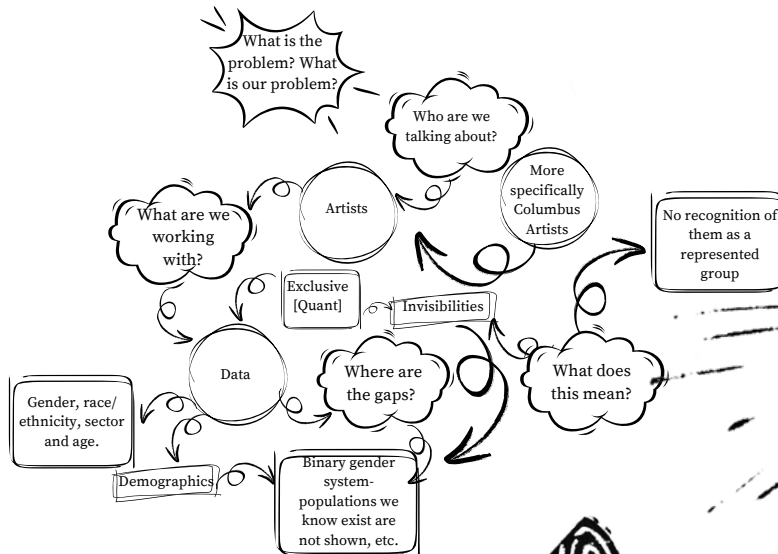 What is the
problem? What
is our problem?
Who are we
talking about?
More
specifically
Columbus
Artists
Artists
What are we
working
with?
No recognition of
them as a
represented
group
Exclusive
[Quant]
Invisibilities
Data
Where are
the gaps?
What does
this mean?
Gender, race/
ethnicity, sector
and age.
Demographics
Binary gender
system-
populations we
know exist are
not shown, etc.